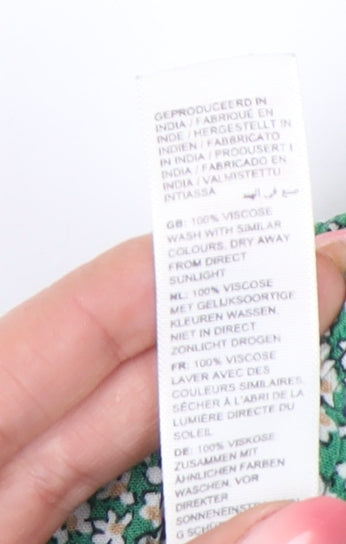 GEPRODUCEERD IN
INDIA / FABRIQUÉ EN
INDE / HERGESTELLT IN
INDIEN / FABBRICATO
IN INDIA / PRODUSERT I
INDIA / FABRICADO EN
INDIA / VALMISTETTU
INTIASSA صنع في الهند
GB: 100% VISCOSE
WASH WITH SIMILAR
COLOURS, DRY AWAY
FROM DIRECT
SUNLIGHT
NL: 100% VISCOSE
MET GELIJKSOORTIGE
KLEUREN WASSEN,
NIET IN DIRECT
ZONLICHT DROGEN
FR: 100% VISCOSE
LAVER AVEC DES
COULEURS SIMILAIRES,
SÉCHER À L'ABRI DE LA
LUMIÈRE DIRECTE DU
SOLEIL
DE: 100% VISKOSE
ZUSAMMEN MIT
ÄHNLICHEN FARBEN
WASCHEN, VOR
DIREKTER